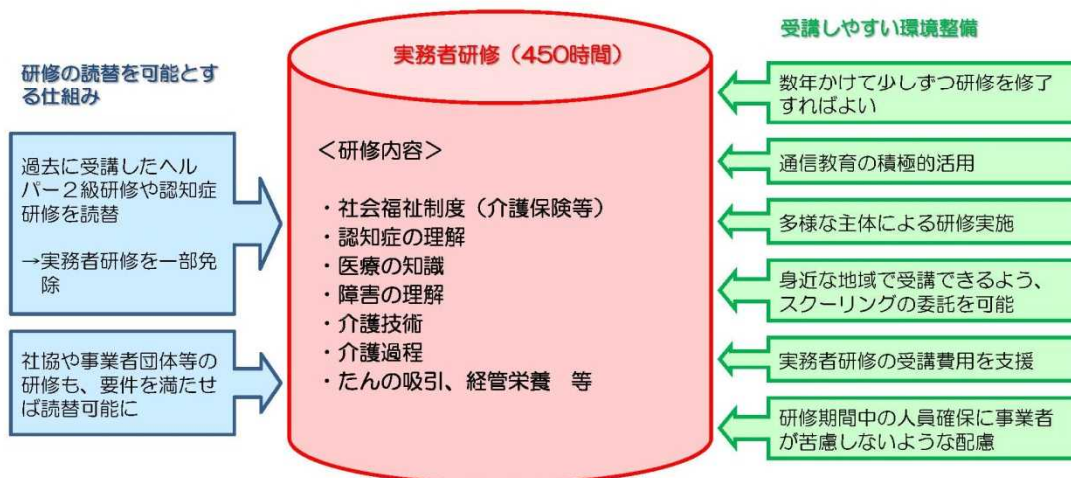 研修の読替を可能とす
る仕組み
過去に受講したヘル
パー２級研修や認知症
研修を読替
→実務者研修を一部免
除
社協や事業者団体等の
研修も、要件を満たせ
ば読替可能に
実務者研修（450時間）
＜研修内容＞
・社会福祉制度（介護保険等）
・認知症の理解
・医療の知識
・障害の理解
・介護技術
・介護過程
・たんの吸引、経管栄養　等
受講しやすい環境整備
数年かけて少しずつ研修を修了
すればよい
通信教育の積極的活用
多様な主体による研修実施
身近な地域で受講できるよう、
スクーリングの委託を可能
実務者研修の受講費用を支援
研修期間中の人員確保に事業者
が苦慮しないような配慮